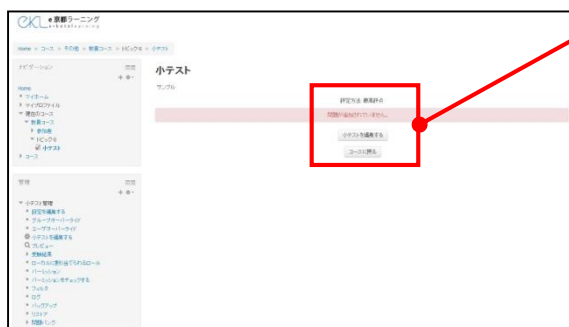 e京都ラーニング
e-kyoto learning
Home ▸ コース ▸ その他 ▸ 教員コース ▸ トピック6 ▸ 小テスト
ナビゲーション
Home
マイホーム
マイプロファイル
現在のコース
教員コース
参加者
トピック6
小テスト
コース
管理
小テスト管理
設定を編集する
グループオーバーライド
ユーザーオーバーライド
小テストを編集する
プレビュー
受験結果
ローカルに割り当てられるロール
パーミッション
パーミッションをチェックする
フィルタ
ログ
バックアップ
リストア
問題バンク
小テスト
サンプル
評定方法: 最高評点
問題が追加されていません。
小テストを編集する
コースに戻る